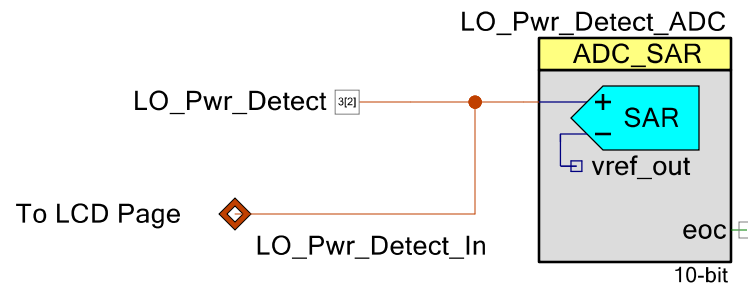 LO_Pwr_Detect_ADC
ADC_SAR
LO_Pwr_Detect
3[2]
+
SAR
−
vref_out
To LCD Page
LO_Pwr_Detect_In
eoc
10-bit